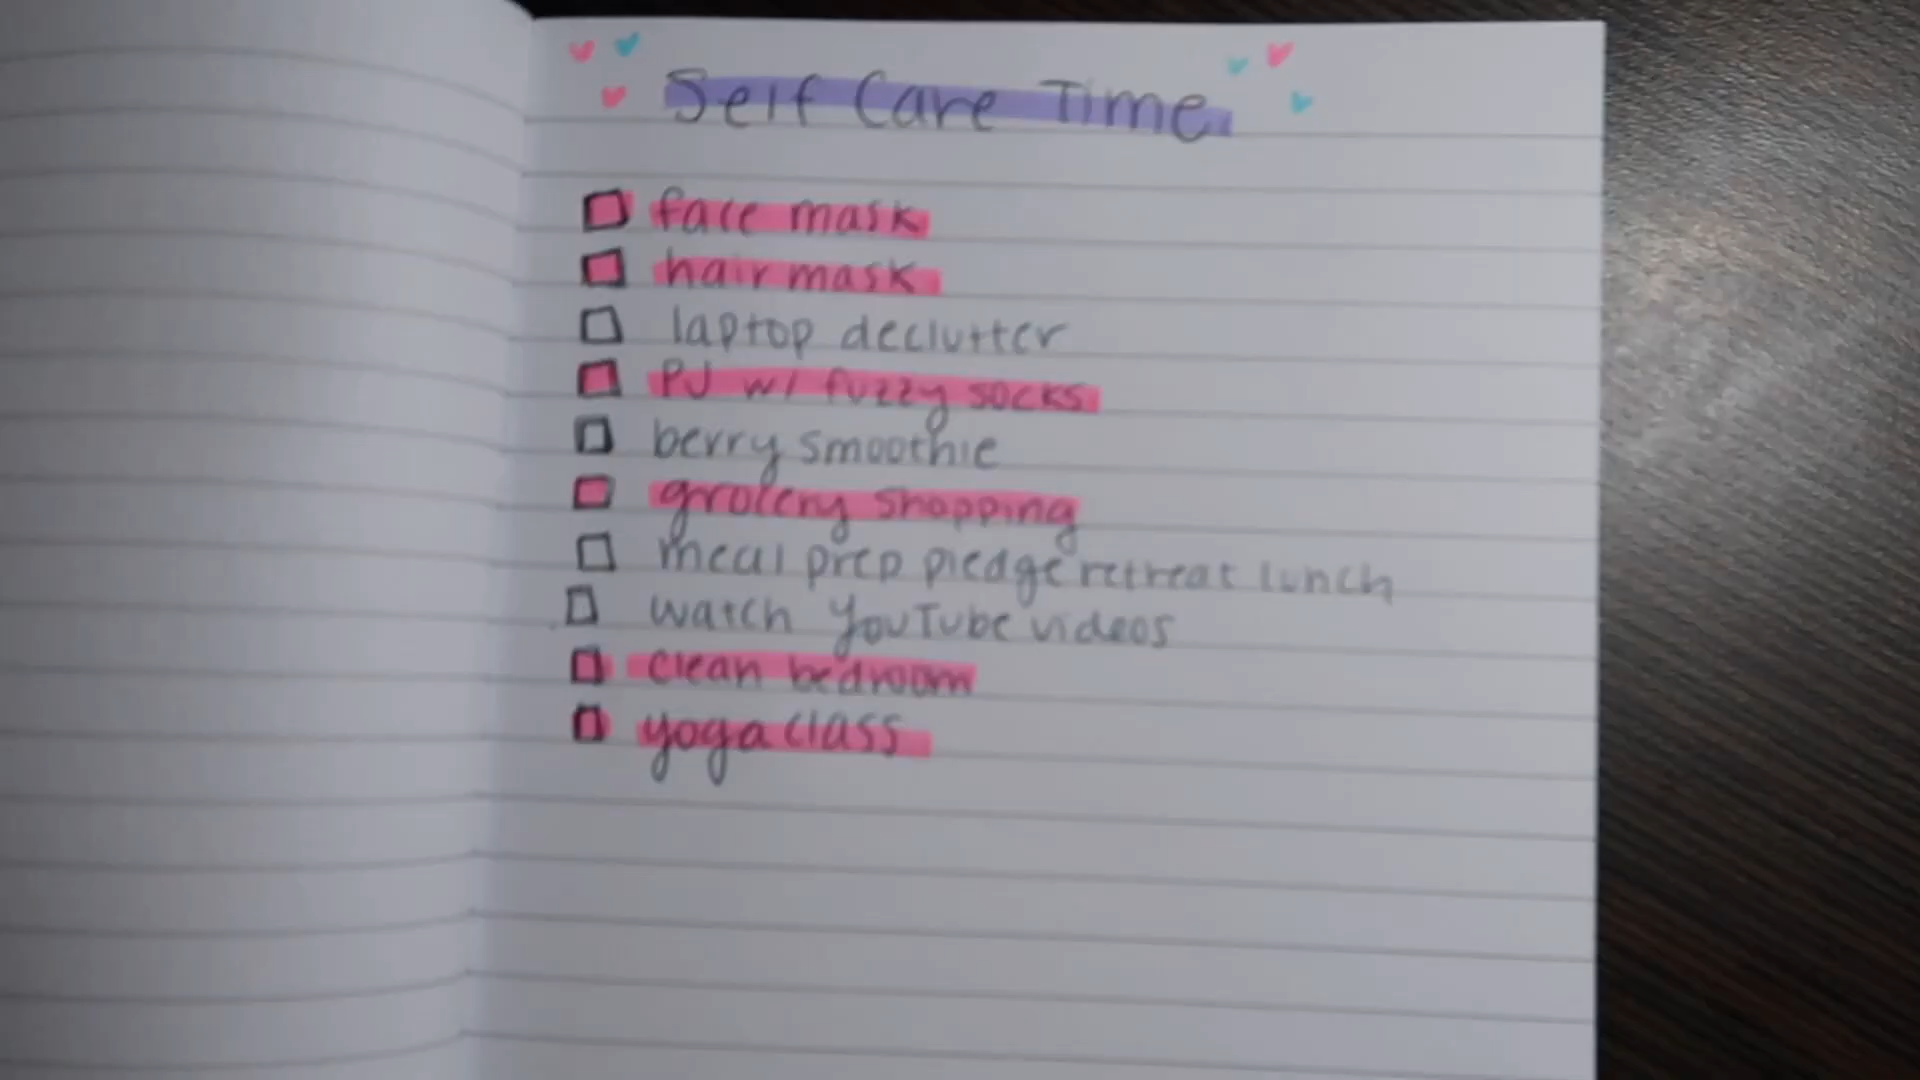 Self Care Time
face mask
hair mask
laptop declutter
PJ w/ fuzzy socks
berry smoothie
grocery shopping
meal prep pledge retreat lunch
watch YouTube videos
clean bedroom
yoga class